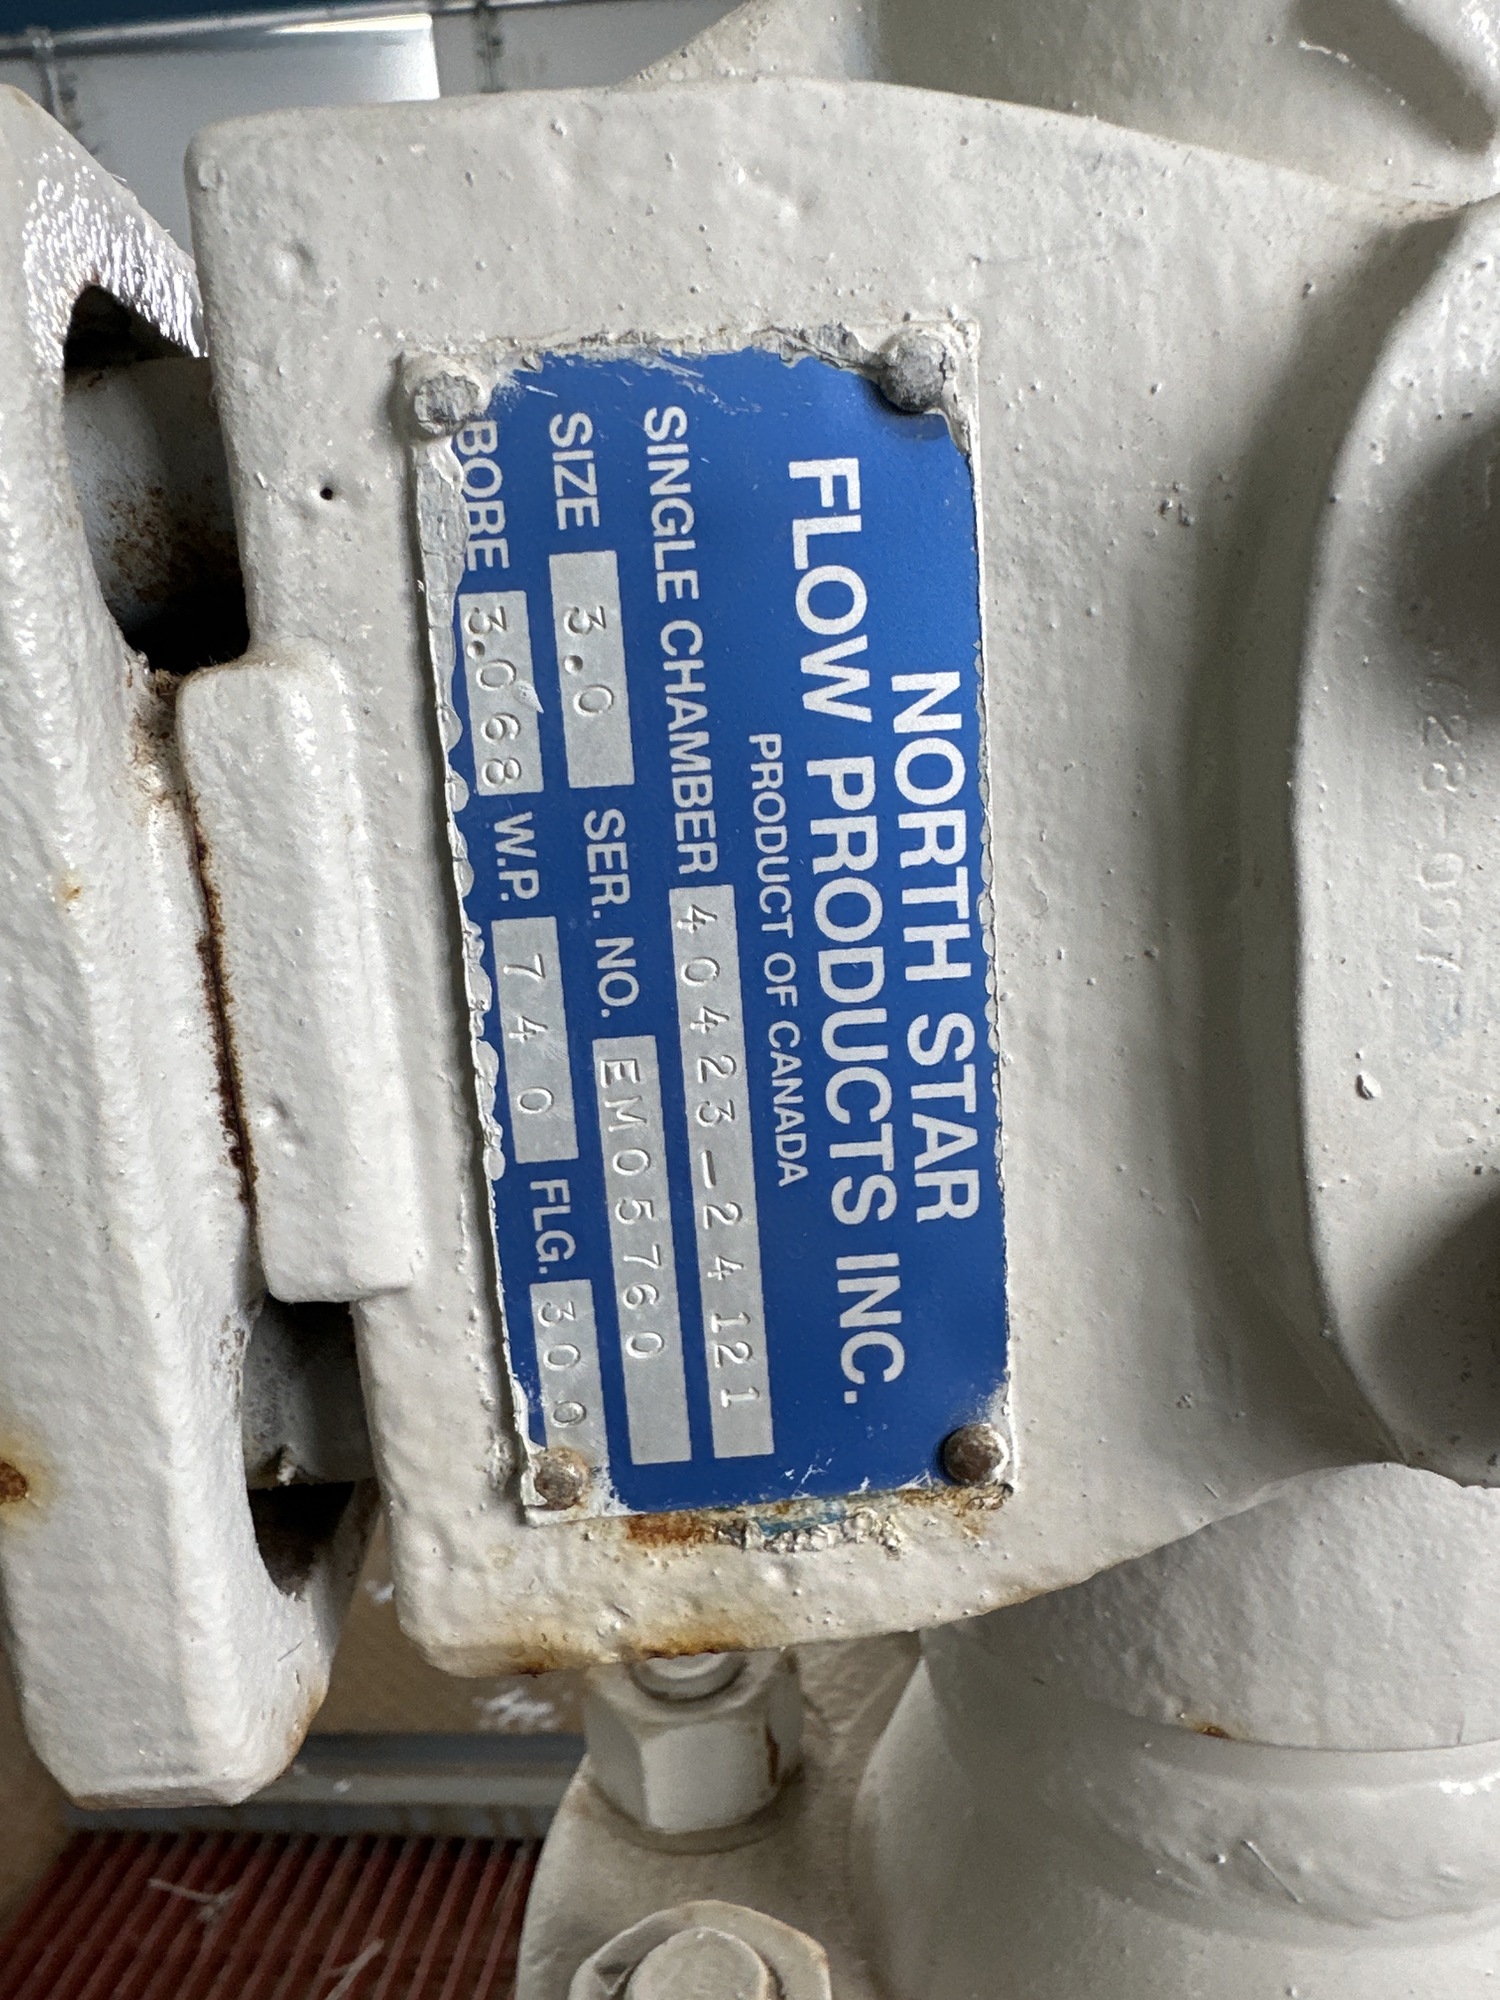 NORTH STAR
FLOW PRODUCTS INC.
PRODUCT OF CANADA
SINGLE CHAMBER 40423-24121
SIZE 3.0 SER. NO. EM05760
BORE 3.068 W.P. 740 FLG. 300